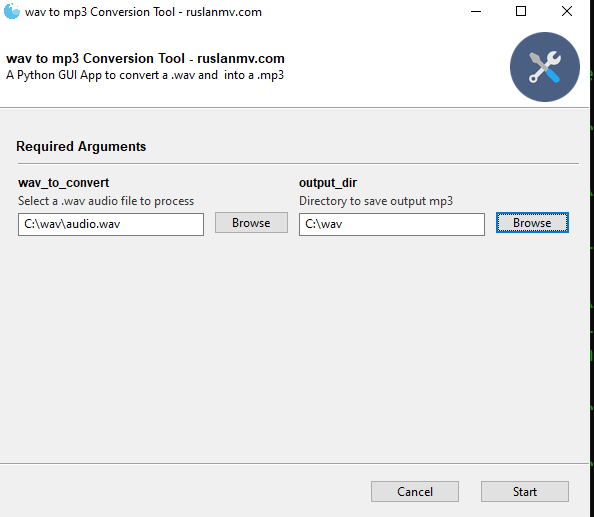 wav to mp3 Conversion Tool - ruslanmv.com
wav to mp3 Conversion Tool - ruslanmv.com
A Python GUI App to convert a .wav and  into a .mp3
Required Arguments
wav_to_convert
Select a .wav audio file to process
C:\wav\audio.wav
Browse
output_dir
Directory to save output mp3
C:\wav
Browse
Cancel
Start